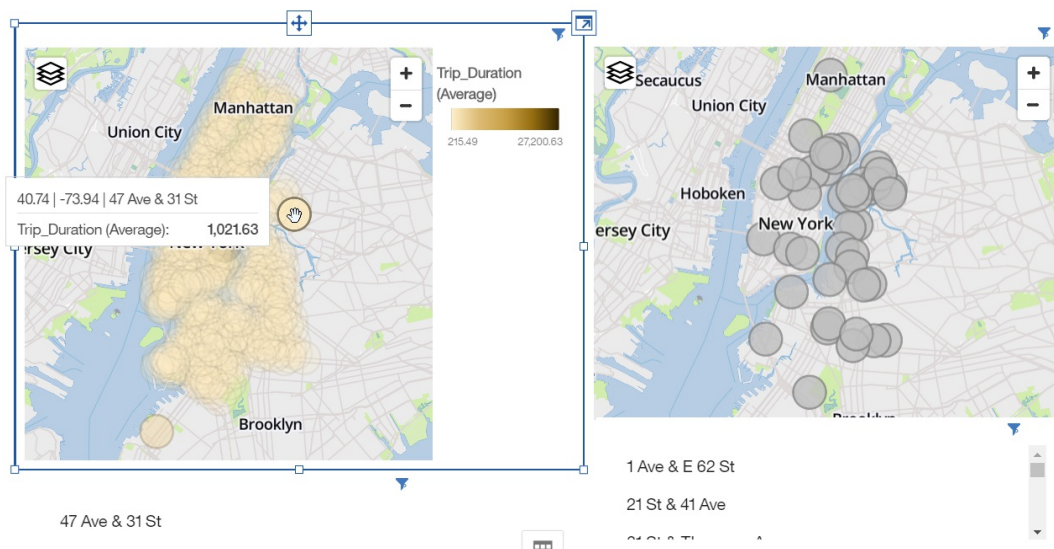 Trip_Duration
(Average)
215.49 27,200.63
Manhattan
Union City
40.74 | -73.94 | 47 Ave & 31 St
Trip_Duration (Average): 1,021.63
ersey City
Brooklyn
47 Ave & 31 St
Secaucus
Manhattan
Union City
Hoboken
New York
ersey City
1 Ave & E 62 St
21 St & 41 Ave